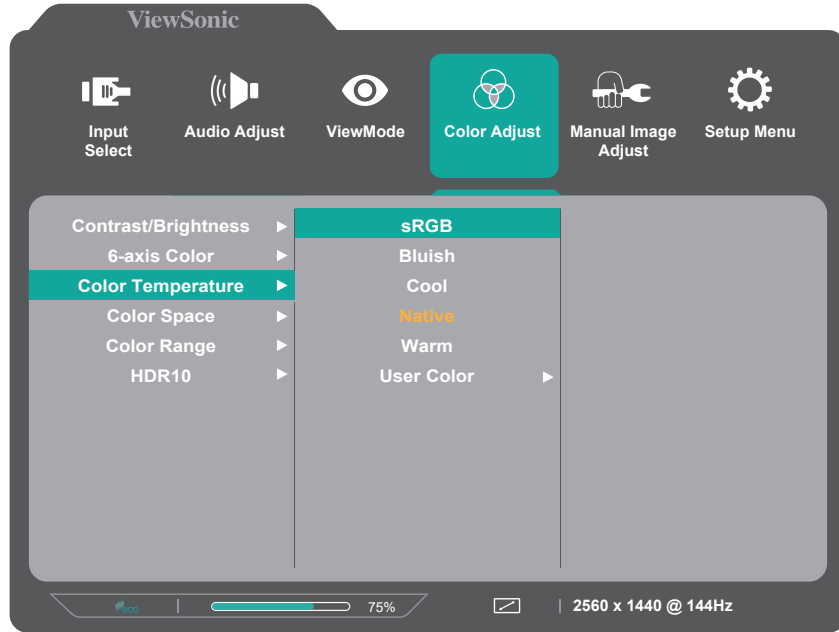 ViewSonic
Input Select
Audio Adjust
ViewMode
Color Adjust
Manual Image Adjust
Setup Menu
Contrast/Brightness
sRGB
6-axis Color
Bluish
Color Temperature
Cool
Color Space
Native
Color Range
Warm
HDR10
User Color
eco
75%
2560 x 1440 @ 144Hz